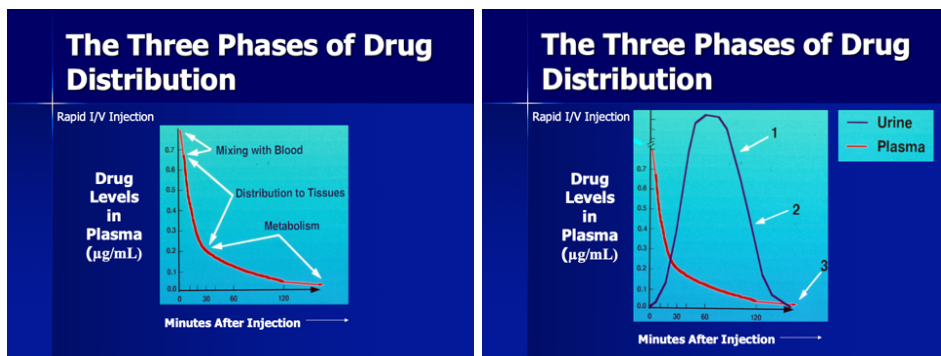 The Three Phases of Drug
Distribution
Rapid I/V Injection
Mixing with Blood
Distribution to Tissues
Metabolism
Drug
Levels
in
Plasma
(µg/mL)
0.7
0.6
0.5
0.4
0.3
0.2
0.1
0 30 60 120
Minutes After Injection
The Three Phases of Drug
Distribution
Rapid I/V Injection
1
2
3
Urine
Plasma
Drug
Levels
in
Plasma
(µg/mL)
0.7
0.6
0.5
0.4
0.3
0.2
0.1
0.0
0 30 60 120
Minutes After Injection